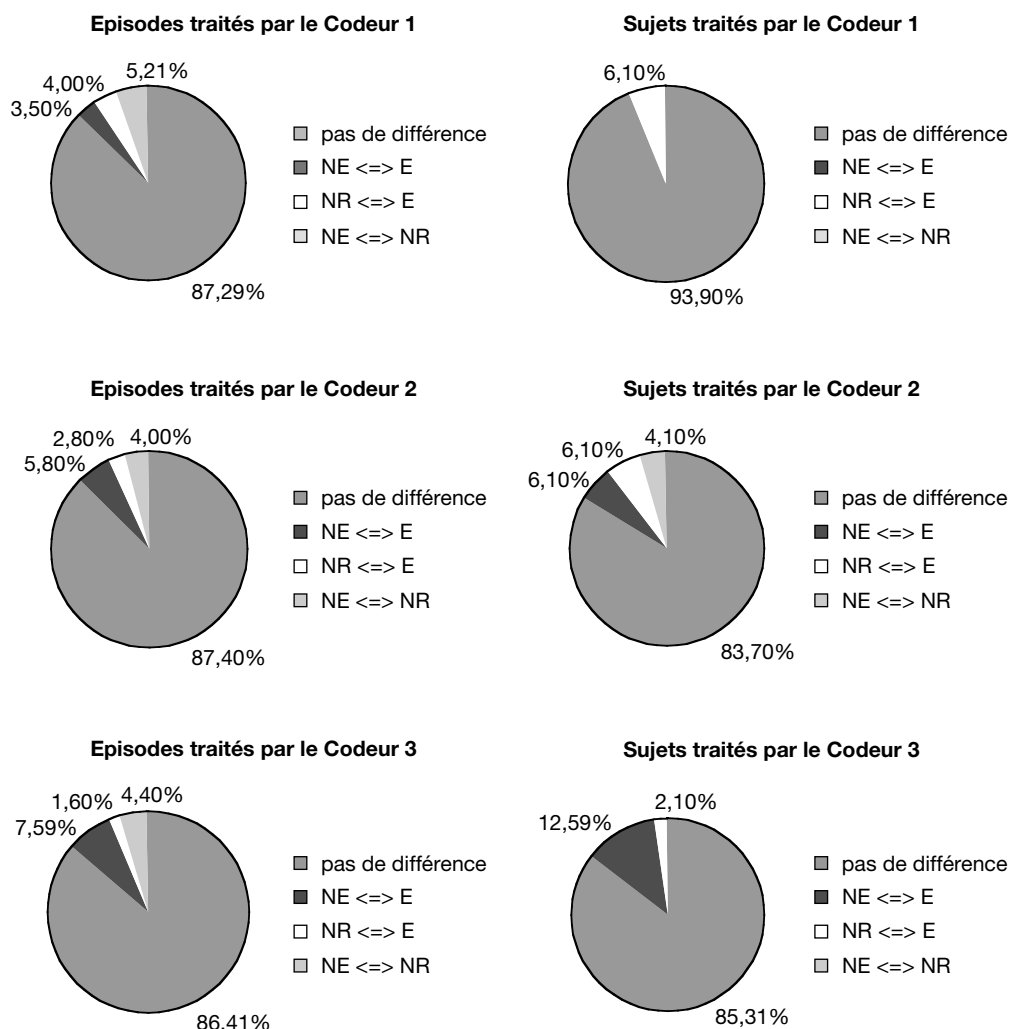 Episodes traités par le Codeur 1
5,21%
4,00%
3,50%
87,29%
pas de différence
NE <=> E
NR <=> E
NE <=> NR
Sujets traités par le Codeur 1
6,10%
93,90%
pas de différence
NE <=> E
NR <=> E
NE <=> NR
Episodes traités par le Codeur 2
2,80%
4,00%
5,80%
87,40%
pas de différence
NE <=> E
NR <=> E
NE <=> NR
Sujets traités par le Codeur 2
6,10%
4,10%
6,10%
83,70%
pas de différence
NE <=> E
NR <=> E
NE <=> NR
Episodes traités par le Codeur 3
1,60%
4,40%
7,59%
86,41%
pas de différence
NE <=> E
NR <=> E
NE <=> NR
Sujets traités par le Codeur 3
2,10%
12,59%
85,31%
pas de différence
NE <=> E
NR <=> E
NE <=> NR